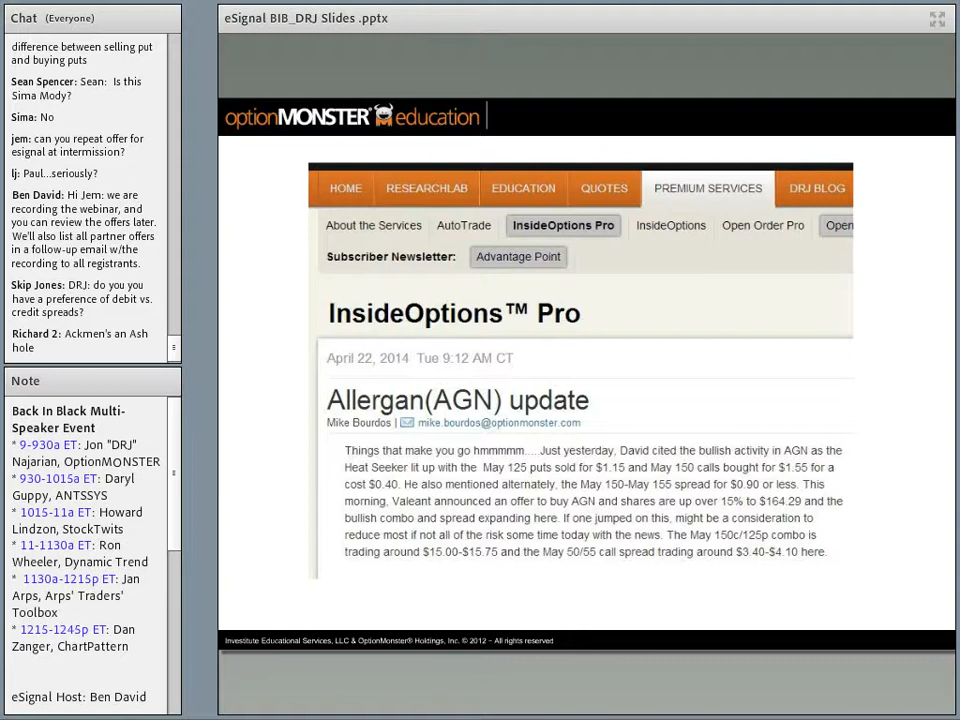 Chat (Everyone)
difference between selling put
and buying puts
Sean Spencer: Sean: Is this
Sima Mody?
Sima: No
jem: can you repeat offer for
esignal at intermission?
lj: Paul...seriously?
Ben David: Hi Jem: we are
recording the webinar, and
you can review the offers later.
We'll also list all partner offers
in a follow-up email w/the
recording to all registrants.
Skip Jones: DRJ: do you you
have a preference of debit vs.
credit spreads?
Richard 2: Ackmen's an Ash
hole
Note
Back In Black Multi-
Speaker Event
* 9-930a ET: Jon "DRJ"
Najarian, OptionMONSTER
* 930-1015a ET: Daryl
Guppy, ANTSSYS
* 1015-11a ET: Howard
Lindzon, StockTwits
* 11-1130a ET: Ron
Wheeler, Dynamic Trend
* 1130a-1215p ET: Jan
Arps, Arps' Traders'
Toolbox
* 1215-1245p ET: Dan
Zanger, ChartPattern
eSignal Host: Ben David
eSignal BIB_DRJ Slides .pptx
optionMONSTER education
HOME RESEARCHLAB EDUCATION QUOTES PREMIUM SERVICES DRJ BLOG
About the Services AutoTrade InsideOptions Pro InsideOptions Open Order Pro Open
Subscriber Newsletter: Advantage Point
InsideOptions™ Pro
April 22, 2014 Tue 9:12 AM CT
Allergan(AGN) update
Mike Bourdos | mike.bourdos@optionmonster.com
Things that make you go hmmmmm.....Just yesterday, David cited the bullish activity in AGN as the
Heat Seeker lit up with the May 125 puts sold for $1.15 and May 150 calls bought for $1.55 for a
cost $0.40. He also mentioned alternately, the May 150-May 155 spread for $0.90 or less. This
morning, Valeant announced an offer to buy AGN and shares are up over 15% to $164.29 and the
bullish combo and spread expanding here. If one jumped on this, might be a consideration to
reduce most if not all of the risk some time today with the news. The May 150c/125p combo is
trading around $15.00-$15.75 and the May 50/55 call spread trading around $3.40-$4.10 here.
Investitute Educational Services, LLC & OptionMonster® Holdings, Inc. © 2012 ~ All rights reserved